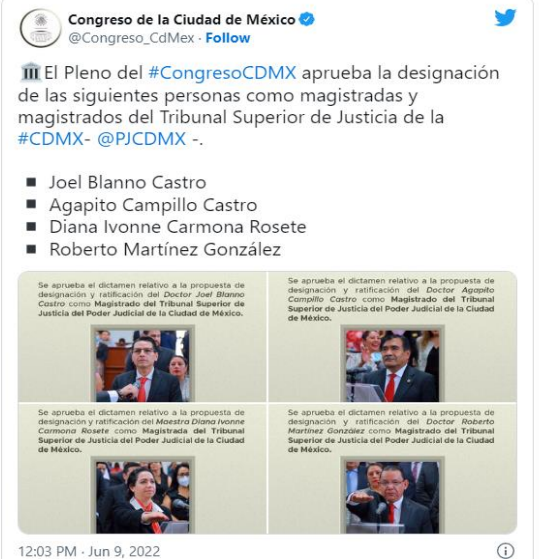 Congreso de la Ciudad de México
@Congreso_CdMex · Follow
El Pleno del #CongresoCDMX aprueba la designación
de las siguientes personas como magistradas y
magistrados del Tribunal Superior de Justicia de la
#CDMX- @PJCDMX -.
▪ Joel Blanno Castro
▪ Agapito Campillo Castro
▪ Diana Ivonne Carmona Rosete
▪ Roberto Martínez González
Se aprueba el dictamen relativo a la propuesta de
designación y ratificación del Doctor Joel Blanno
Castro como Magistrado del Tribunal Superior de
Justicia del Poder Judicial de la Ciudad de México.
Se aprueba el dictamen relativo a la propuesta de
designación y ratificación del Doctor Agapito
Campillo Castro como Magistrado del Tribunal
Superior de Justicia del Poder Judicial de la Ciudad
de México.
Se aprueba el dictamen relativo a la propuesta de
designación y ratificación del Maestra Diana Ivonne
Carmona Rosete como Magistrada del Tribunal
Superior de Justicia del Poder Judicial de la Ciudad
de México.
Se aprueba el dictamen relativo a la propuesta de
designación y ratificación del Doctor Roberto
Martínez González como Magistrado del Tribunal
Superior de Justicia del Poder Judicial de la Ciudad
de México.
12:03 PM · Jun 9, 2022